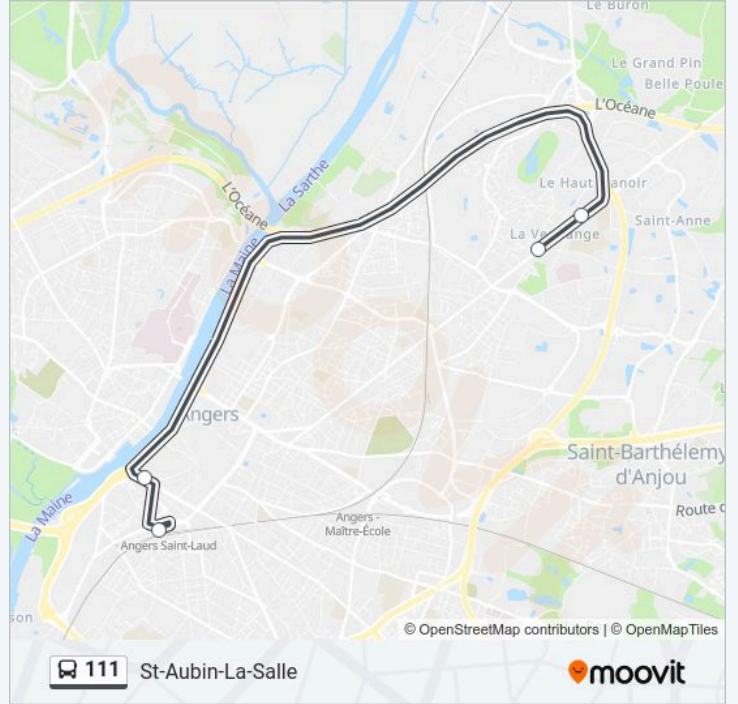 Le Buron
Le Grand Pin
Belle Poule
L'Océane
La Sarthe
Le Haut
anoir
L'Océane
Saint-Anne
La Ve
nge
La Maine
Angers
Saint-Barthélemy
d'Anjou
La Maine
Angers -
Maître-École
Route d
Angers Saint-Laud
son
© OpenStreetMap contributors | © OpenMapTiles
111 St-Aubin-La-Salle
moovit